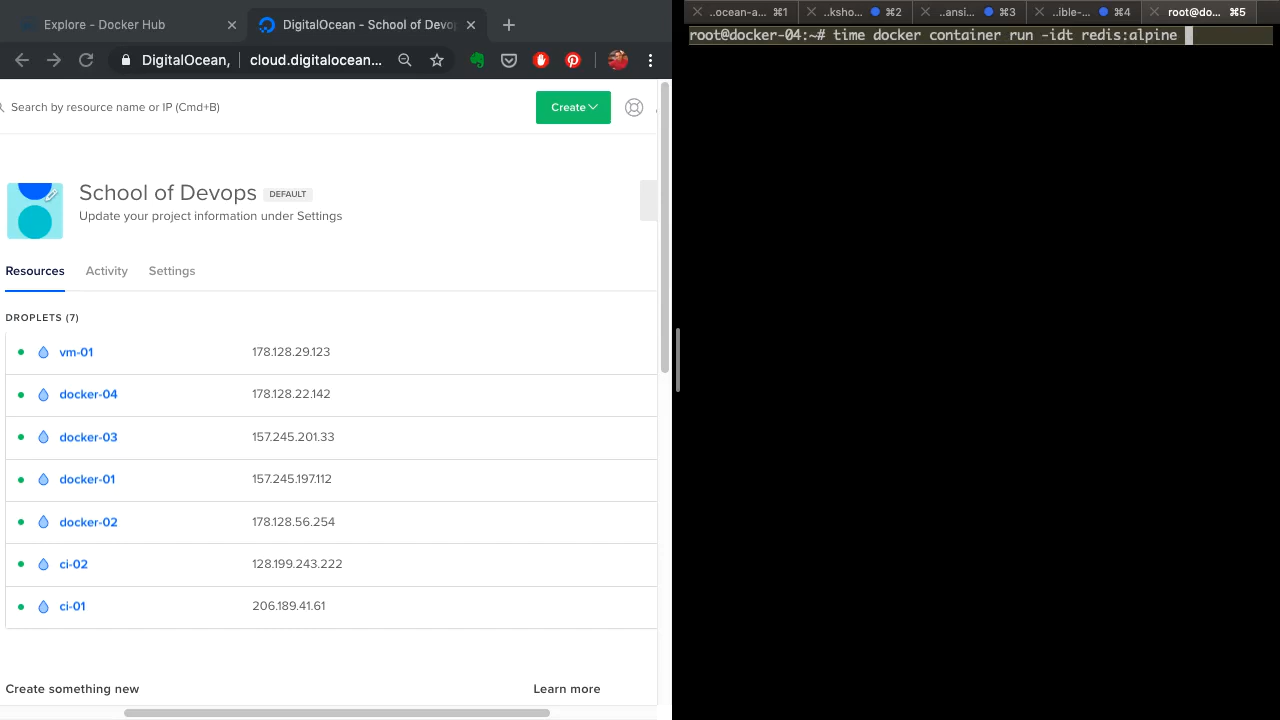 Explore - Docker Hub
DigitalOcean - School of Devop
DigitalOcean,
cloud.digitalocean...
Search by resource name or IP (Cmd+B)
Create
School of Devops DEFAULT
Update your project information under Settings
Resources Activity Settings
DROPLETS (7)
vm-01 178.128.29.123
docker-04 178.128.22.142
docker-03 157.245.201.33
docker-01 157.245.197.112
docker-02 178.128.56.254
ci-02 128.199.243.222
ci-01 206.189.41.61
Create something new Learn more
..ocean-a... ⌘1
..ksho... ⌘2
..ansi... ⌘3
..ible-... ⌘4
root@do... ⌘5
root@docker-04:~# time docker container run -idt redis:alpine